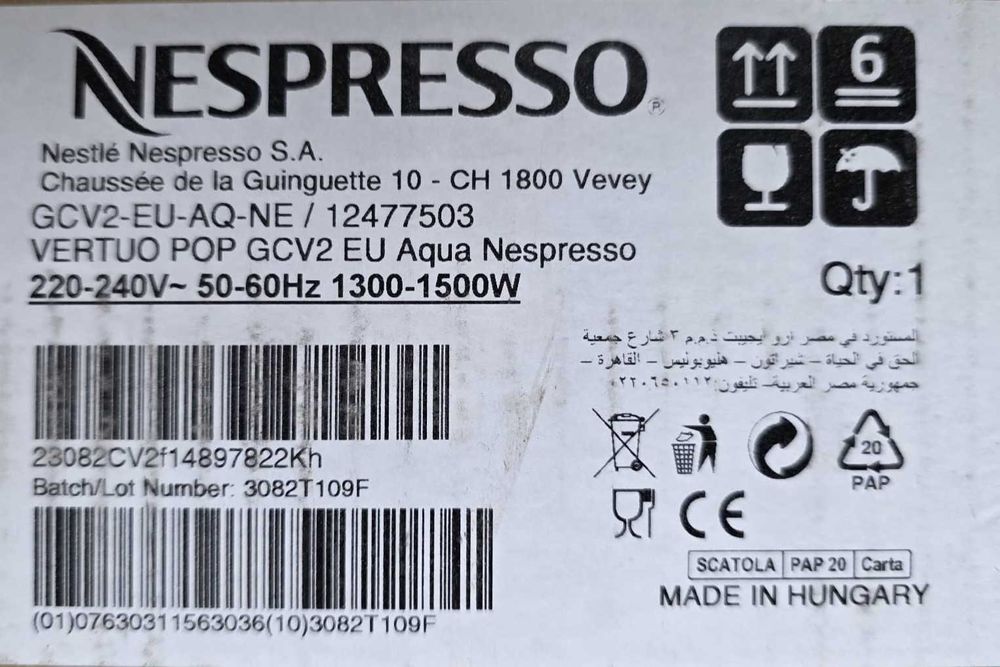 NESPRESSO
6
Nestlé Nespresso S.A.
Chaussée de la Guinguette 10 - CH 1800 Vevey
GCV2-EU-AQ-NE / 12477503
VERTUO POP GCV2 EU Aqua Nespresso
220-240V~ 50-60Hz 1300-1500W
Qty:1
المستورد في مصر ارو ايجيبت ذ.م.م ٣ شارع جمعية
الحق في الحياة – شيراتون – هليوبوليس – القاهرة –
جمهورية مصر العربية– تليفون:
23082CV2f14897822Kh
Batch/Lot Number: 3082T109F
(01)07630311563036(10)3082T109F
20
PAP
CE
SCATOLA PAP 20 Carta
MADE IN HUNGARY